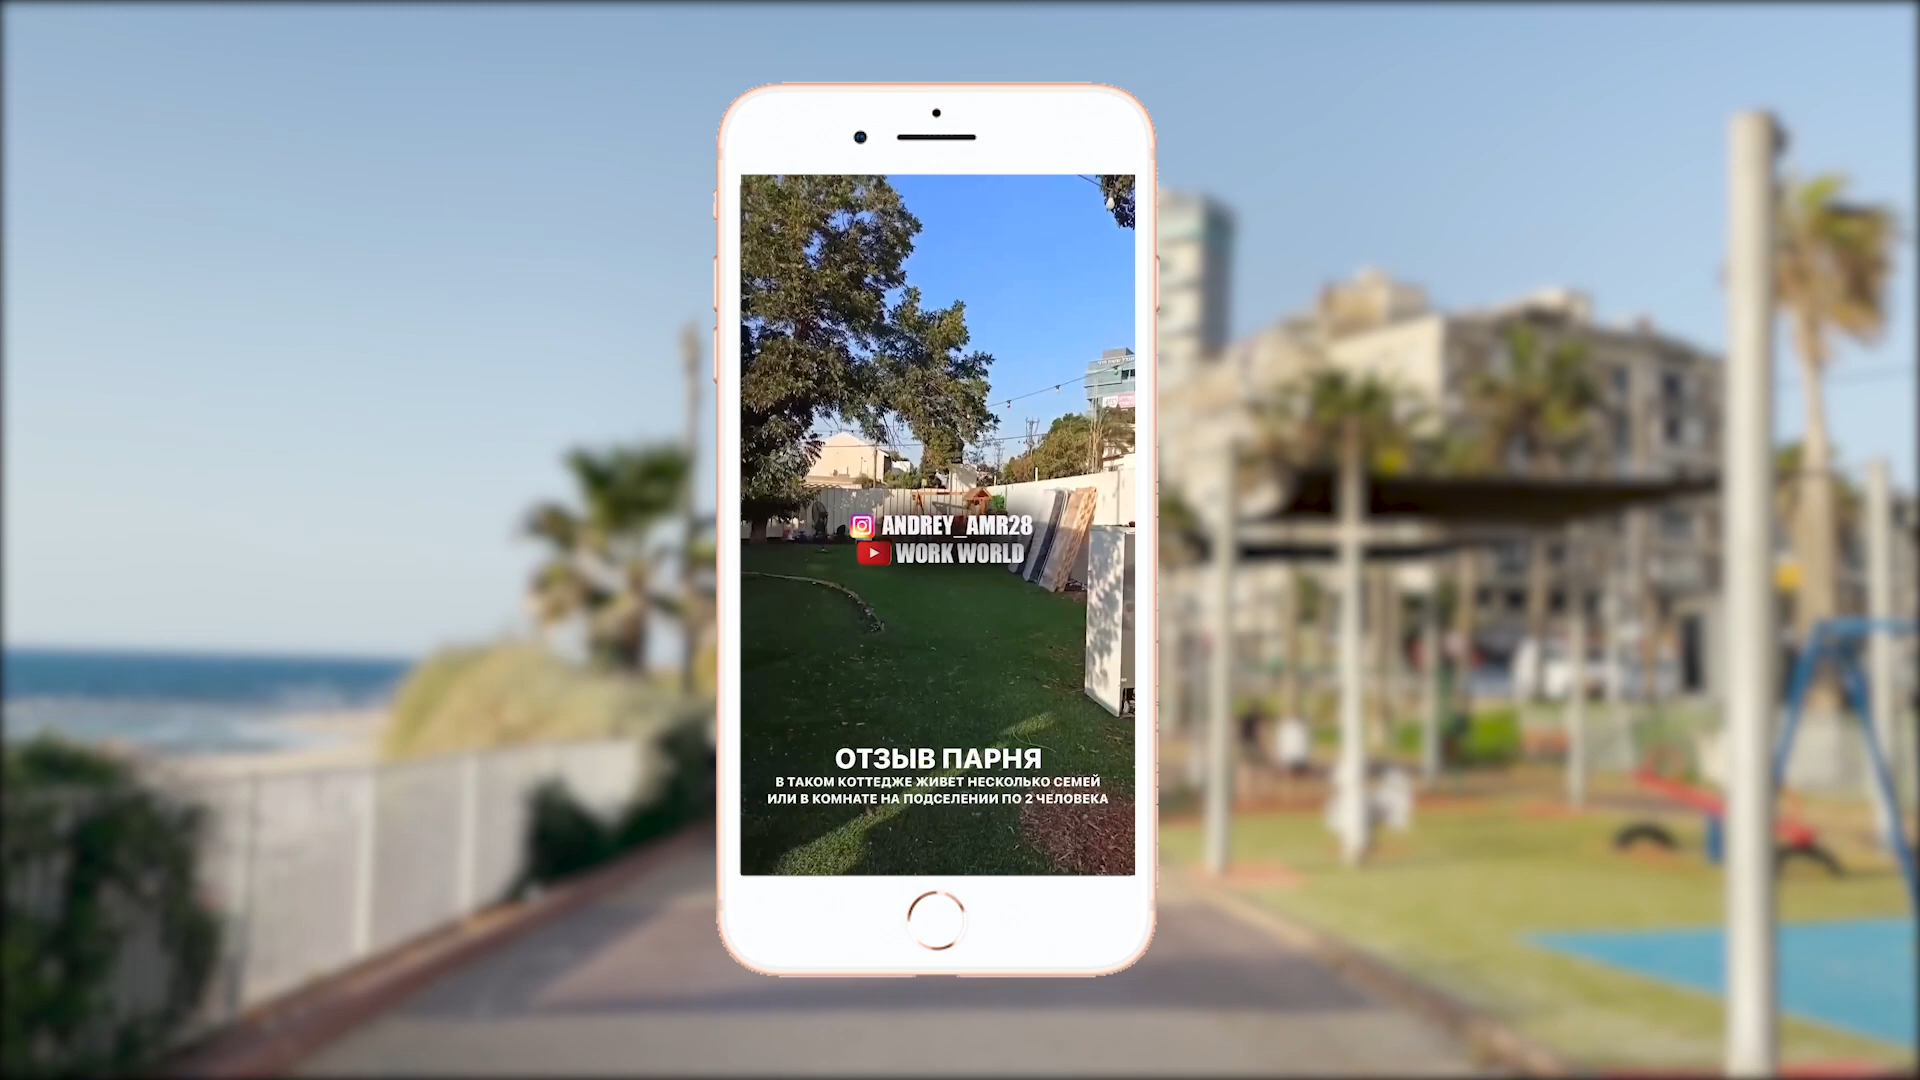 ANDREY_AMR28
WORK WORLD
ОТЗЫВ ПАРНЯ
В ТАКОМ КОТТЕДЖЕ ЖИВЕТ НЕСКОЛЬКО СЕМЕЙ
ИЛИ В КОМНАТЕ НА ПОДСЕЛЕНИИ ПО 2 ЧЕЛОВЕКА